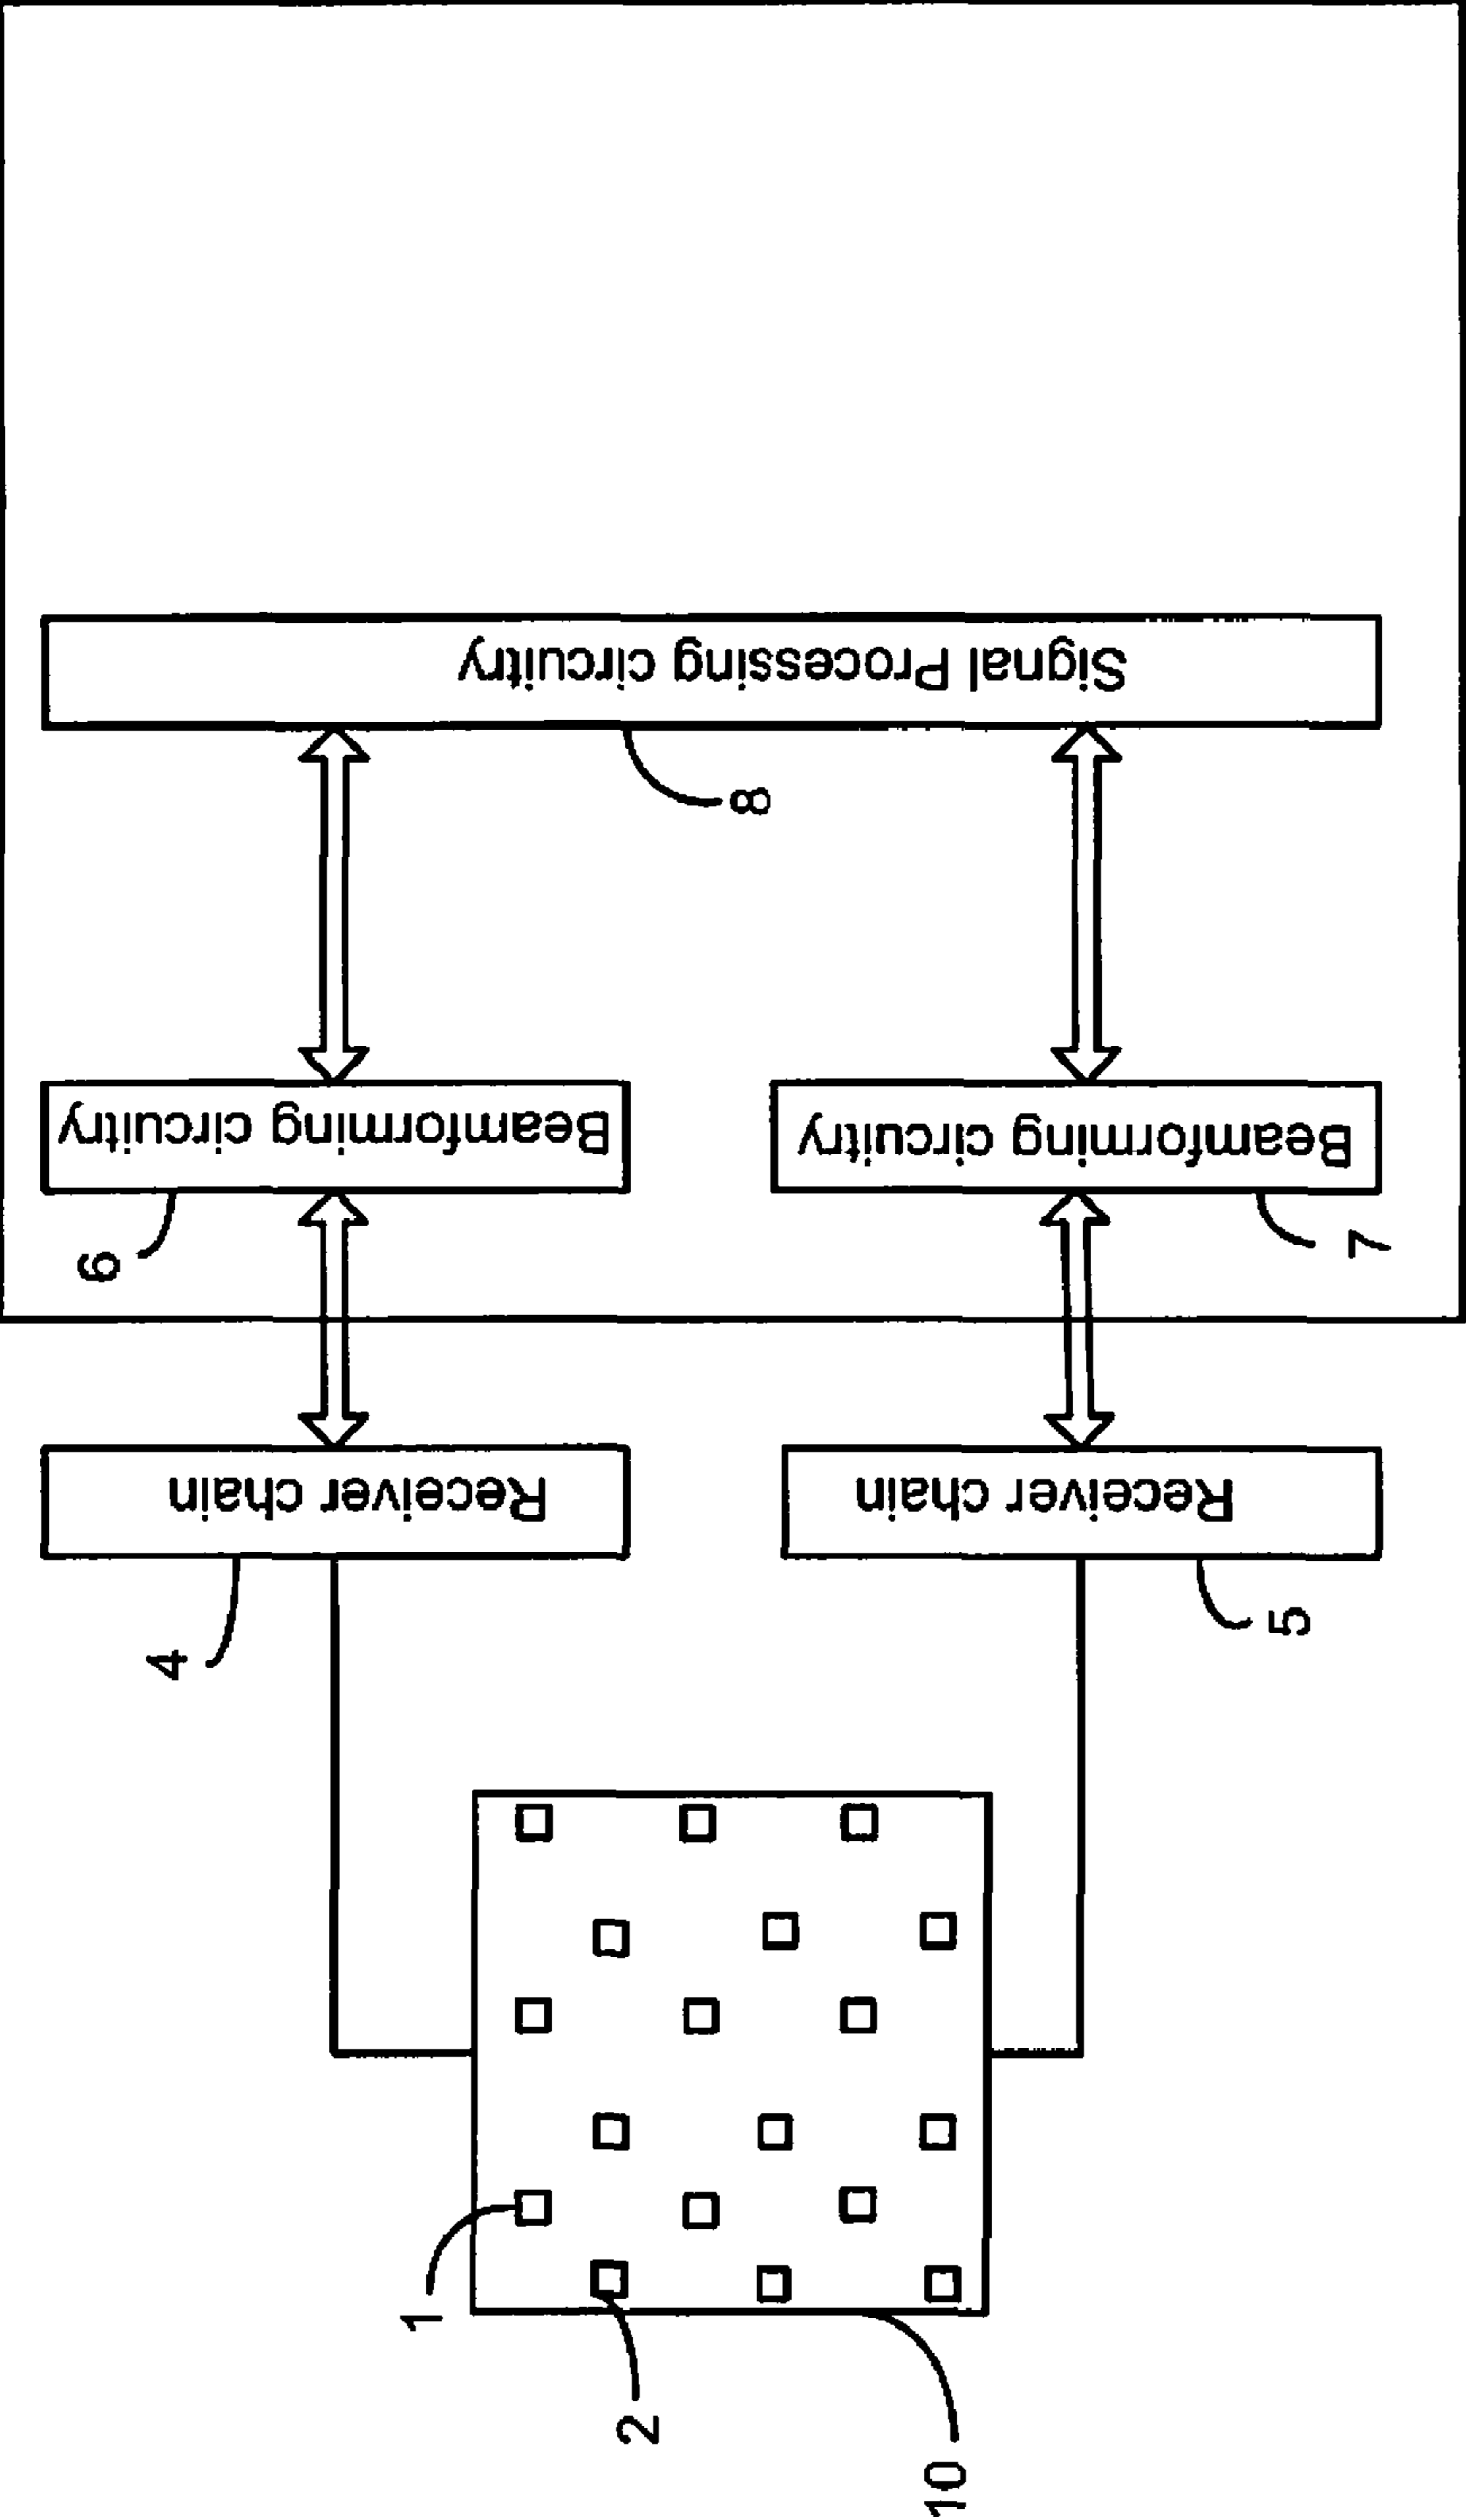 Signal Processing circuitry
8
Beamforming circuitry
Beamforming circuitry
6
7
Receiver chain
Receiver chain
4
5
1
2
10